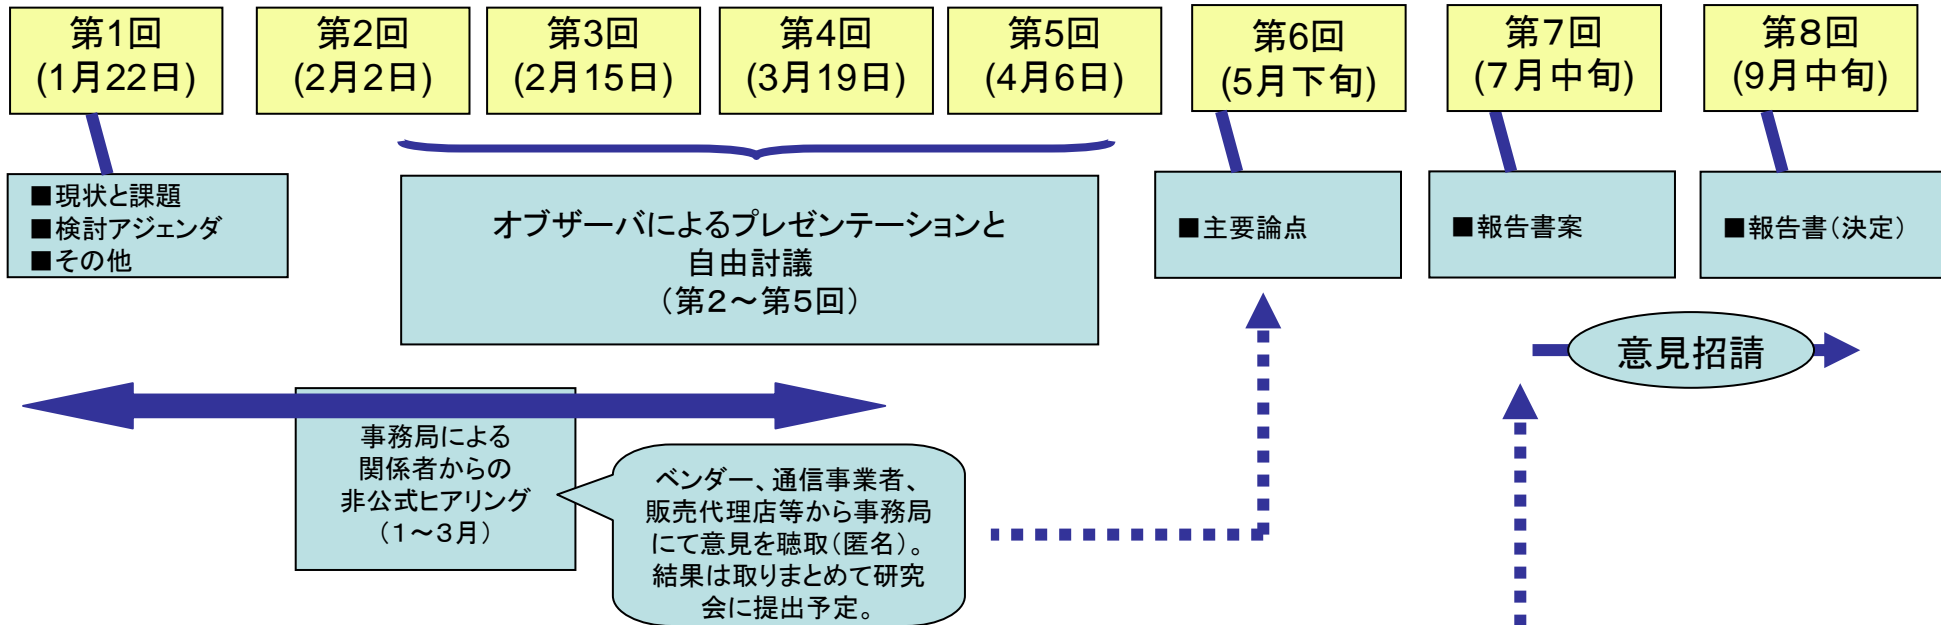 第1回
(1月22日)
第2回
(2月2日)
第3回
(2月15日)
第4回
(3月19日)
第5回
(4月6日)
第6回
(5月下旬)
第7回
(7月中旬)
第8回
(9月中旬)
■現状と課題
■検討アジェンダ
■その他
オブザーバによるプレゼンテーションと
自由討議
（第2～第5回）
■主要論点
■報告書案
■報告書（決定）
意見招請
事務局による
関係者からの
非公式ヒアリング
（1～3月）
ベンダー、通信事業者、
販売代理店等から事務局
にて意見を聴取（匿名）。
結果は取りまとめて研究
会に提出予定。